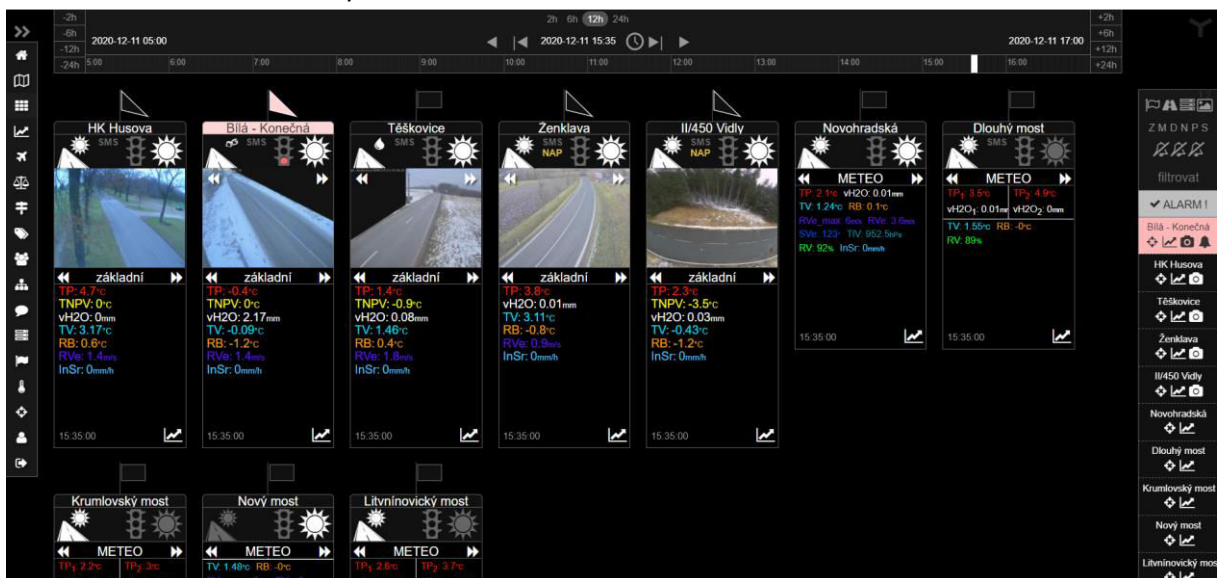 -2h
2h 6h 12h 24h
+2h
-6h
+6h
2020-12-11 05:00
2020-12-11 15:35
2020-12-11 17:00
-12h
+12h
-24h
5:00 6:00 7:00 8:00 9:00 10:00 11:00 12:00 13:00 14:00 15:00 16:00
+24h
HK Husova
SMS
základní
TP: 4.7°C
TNPV: 0°C
vH2O: 0mm
TV: 3.17°C
RB: 0.6°C
RVe: 1.4m/s
InSr: 0mm/h
15:35:00
Bílá - Konečná
SMS
základní
TP: -0.4°C
TNPV: 0°C
vH2O: 2.17mm
TV: -0.09°C
RB: -1.2°C
RVe: 1.4m/s
InSr: 0mm/h
15:35:00
Těškovice
SMS
základní
TP: 1.4°C
TNPV: -0.9°C
vH2O: 0.08mm
TV: 1.46°C
RB: 0.4°C
RVe: 1.8m/s
InSr: 0mm/h
15:35:00
Ženklava
SMS
NAP
základní
TP: 3.8°C
vH2O: 0.01mm
TV: 3.11°C
RB: -0.8°C
RVe: 0.9m/s
InSr: 0mm/h
15:35:00
II/450 Vidly
SMS
NAP
základní
TP: 2.3°C
TNPV: -3.5°C
vH2O: 0.03mm
TV: -0.43°C
RB: -1.2°C
InSr: 0mm/h
15:35:00
Novohradská
METEO
TP: 2.1°C vH2O: 0.01mm
TV: 1.24°C RB: 0.1°C
RVe_max: 6m/s RVe: 3.6m/s
SVe: 123° TlV: 952.5hPa
RV: 92% InSr: 0mm/h
15:35:00
Dlouhý most
SMS
METEO
TP1: 3.5°C TP2: 4.9°C
vH2O1: 0.01mm vH2O2: 0mm
TV: 1.55°C RB: -0°C
RV: 89%
15:35:00
Krumlovský most
METEO
TP1: 2.2°C TP2: 3°C
Nový most
METEO
TV: 1.48°C RB: -0°C
Litvínovický most
METEO
TP1: 2.6°C TP2: 3.7°C
Z M D N P S
filtrovat
ALARM !
Bílá - Konečná
HK Husova
Těškovice
Ženklava
II/450 Vidly
Novohradská
Dlouhý most
Krumlovský most
Nový most
Litvínovický mos